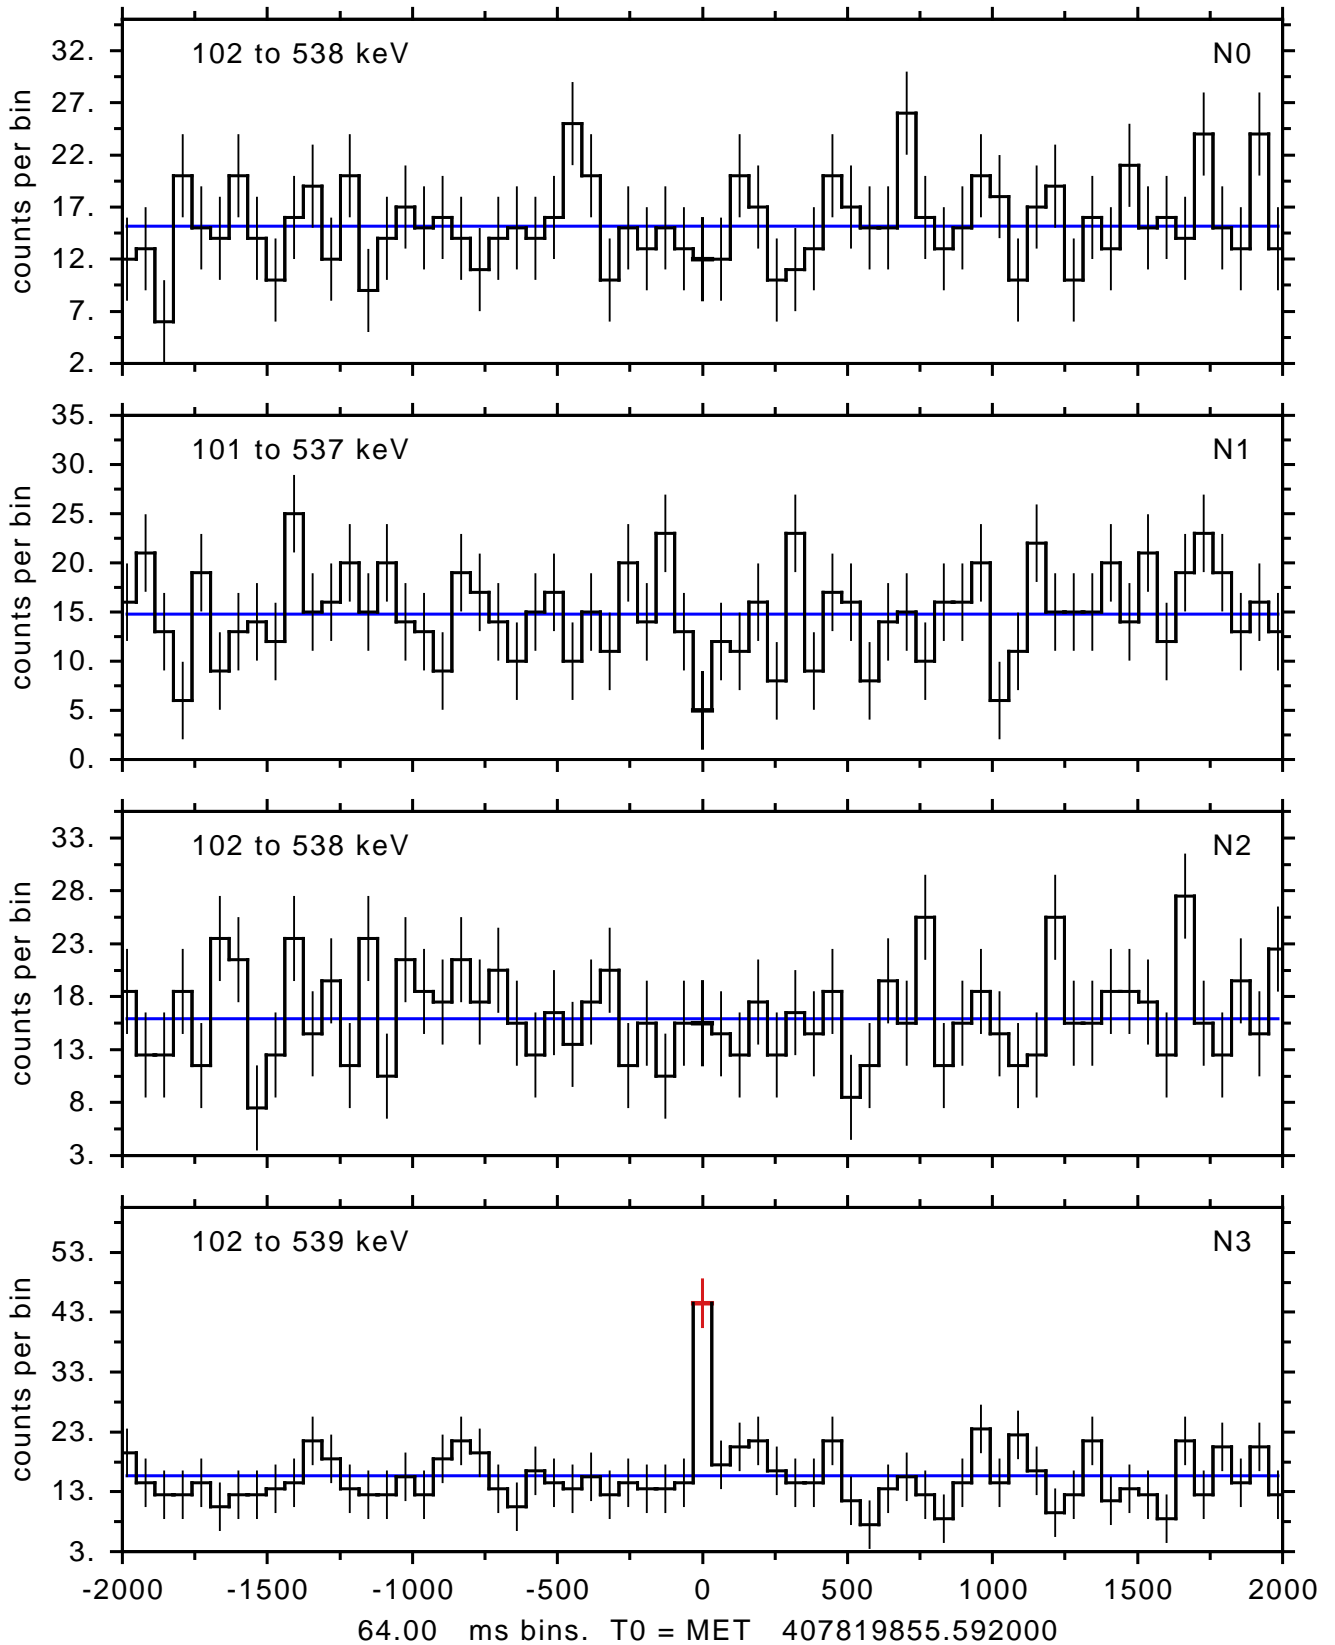 102 to 538 keV N0
counts per bin
32.
27.
22.
17.
12.
7.
2.
101 to 537 keV N1
counts per bin
35.
30.
25.
20.
15.
10.
5.
0.
102 to 538 keV N2
counts per bin
33.
28.
23.
18.
13.
8.
3.
102 to 539 keV N3
counts per bin
53.
43.
33.
23.
13.
3.
-2000 -1500 -1000 -500 0 500 1000 1500 2000
64.00 ms bins. T0 = MET 407819855.592000